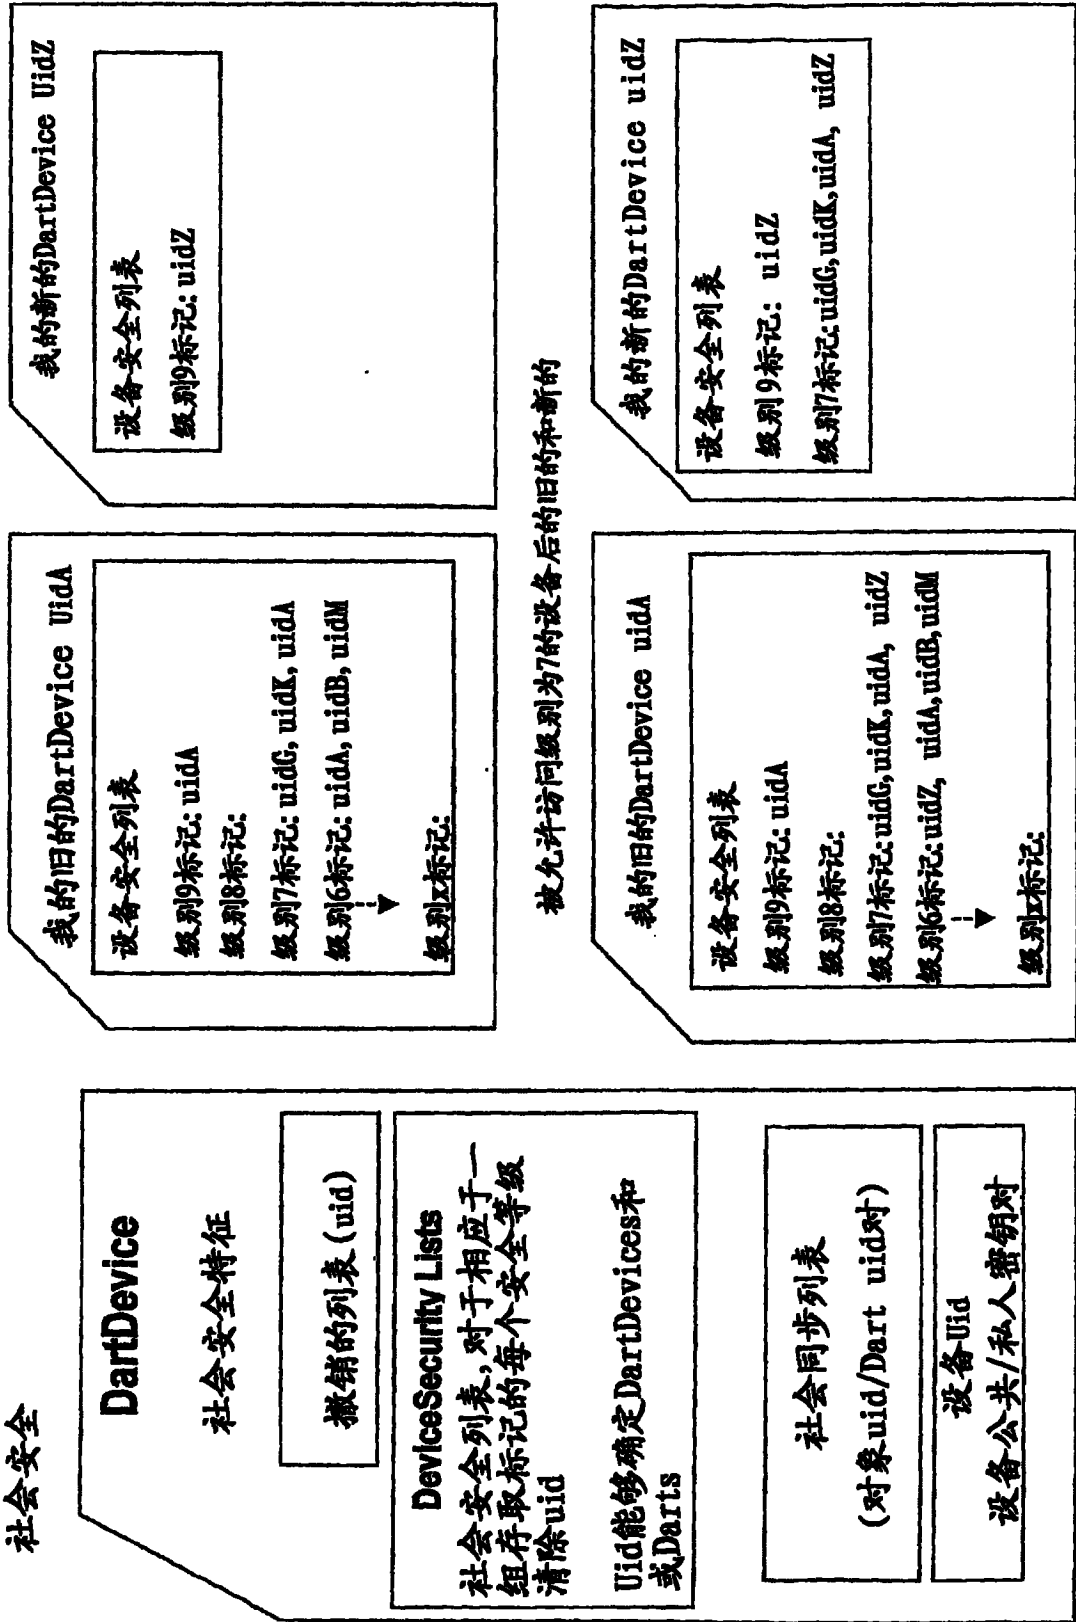 社会安全
DartDevice
社会安全特征
撤销的列表(uid)
DeviceSecurity Lists
社会安全列表,对于相应于一
组存取标记的每个安全等级
清除uid
Uid能够确定DartDevices和
或Darts
社会同步列表
(对象uid/Dart uid对)
设备Uid
设备公共/私人密钥对
我的旧的DartDevice UidA
设备安全列表
级别9标记:uidA
级别8标记:
级别7标记:uidG,uidK,uidA
级别6标记:uidA,uidB,uidM
级别x标记:
我的新的DartDevice UidZ
设备安全列表
级别9标记:uidZ
被允许访问级别为7的设备后的旧的和新的
我的旧的DartDevice uidA
设备安全列表
级别9标记:uidA
级别8标记:
级别7标记:uidG,uidK,uidA, uidZ
级别6标记:uidZ, uidA,uidB,uidM
级别x标记:
我的新的DartDevice uidZ
设备安全列表
级别9标记: uidZ
级别7标记:uidG,uidK,uidA, uidZ